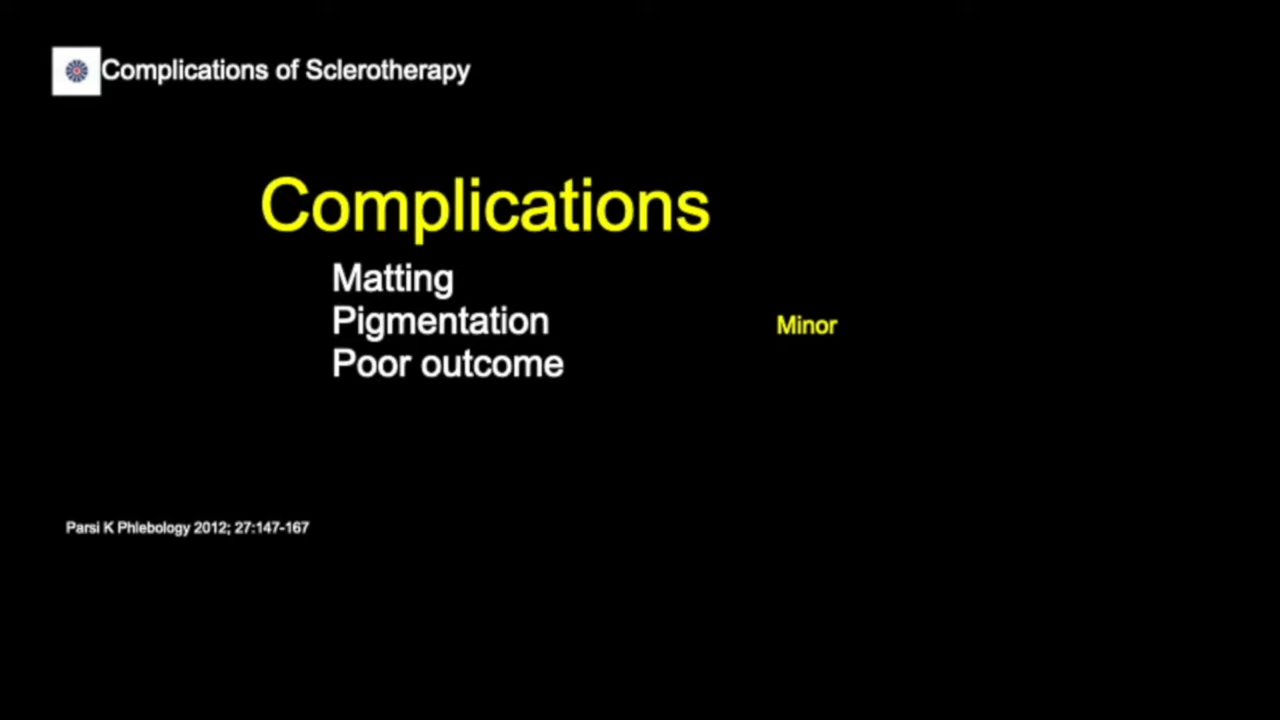 Complications of Sclerotherapy
Complications
Matting
Pigmentation
Minor
Poor outcome
Parsi K Phlebology 2012; 27:147-167